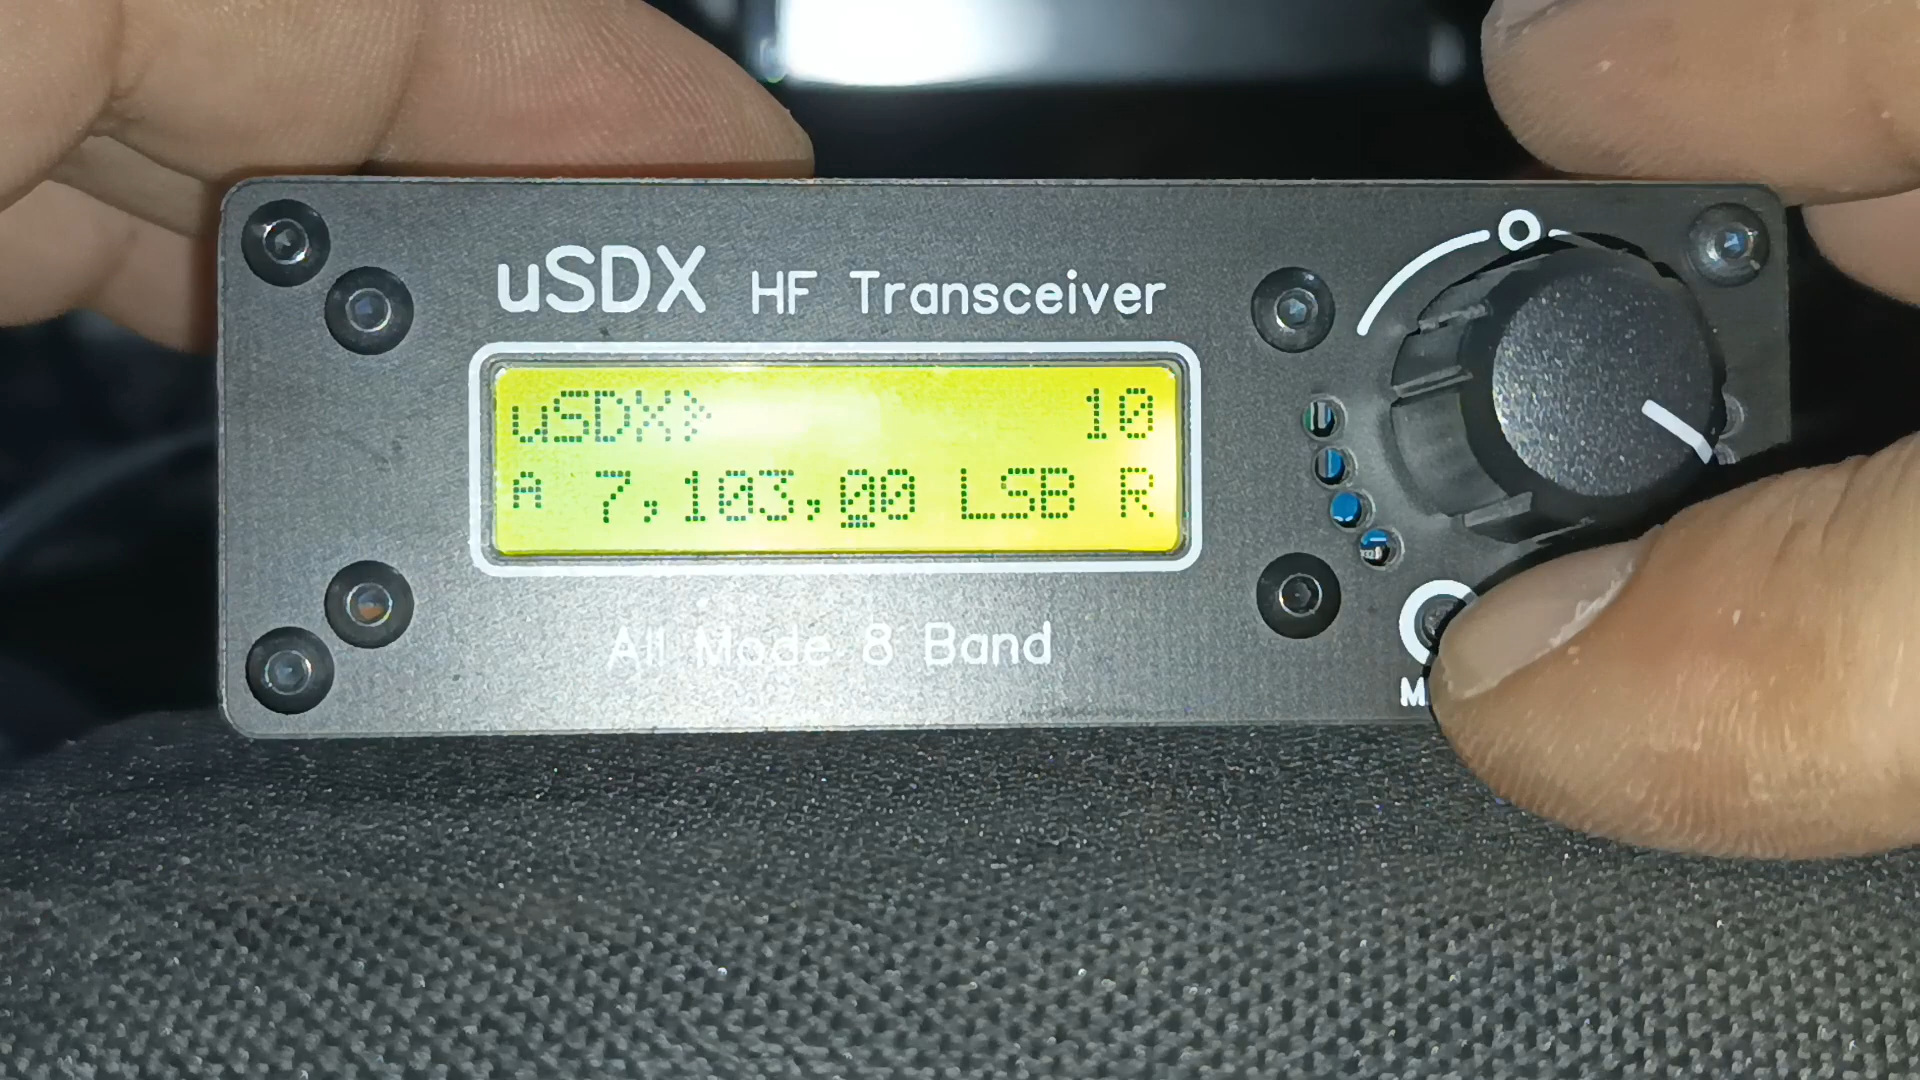 uSDX HF Transceiver
uSDX> 10
A 7,103,00 LSB R
All Mode 8 Band